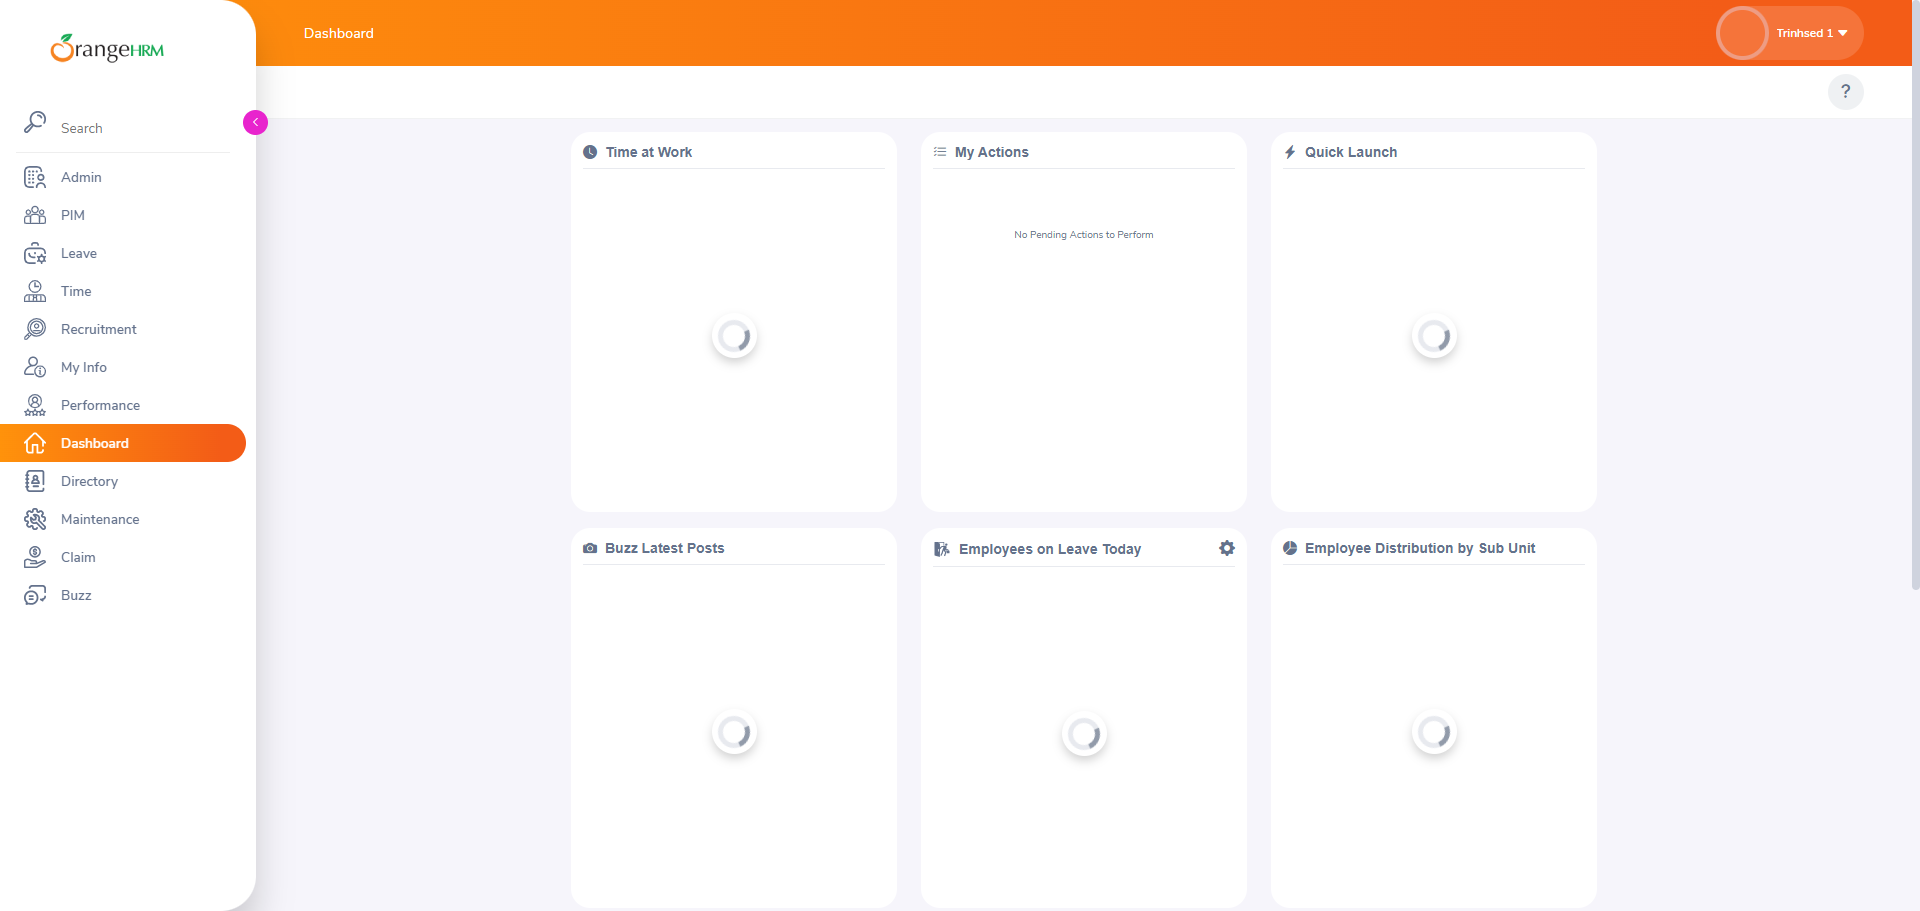 OrangeHRM
Dashboard
Trinhsed 1
?
Search
Admin
PIM
Leave
Time
Recruitment
My Info
Performance
Dashboard
Directory
Maintenance
Claim
Buzz
Time at Work
My Actions
No Pending Actions to Perform
Quick Launch
Buzz Latest Posts
Employees on Leave Today
Employee Distribution by Sub Unit